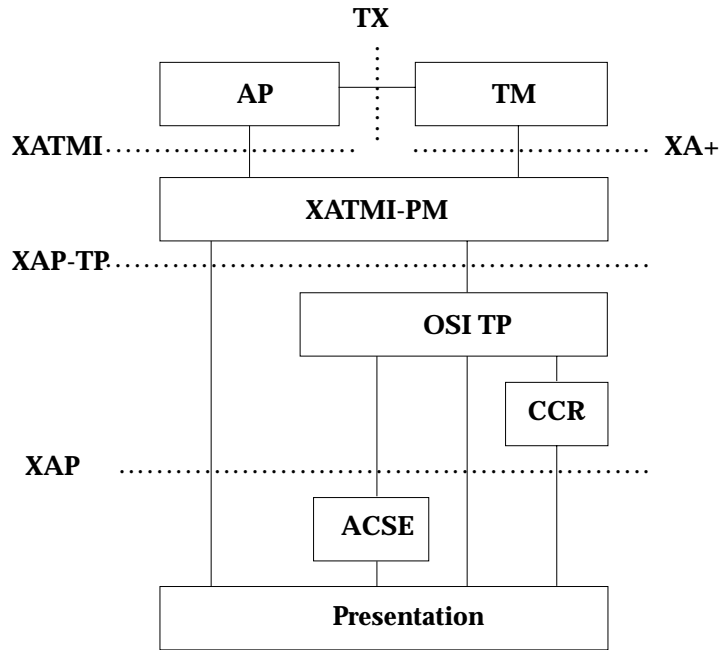 TX
AP
TM
XATMI
XA+
XATMI-PM
XAP-TP
OSI TP
CCR
XAP
ACSE
Presentation